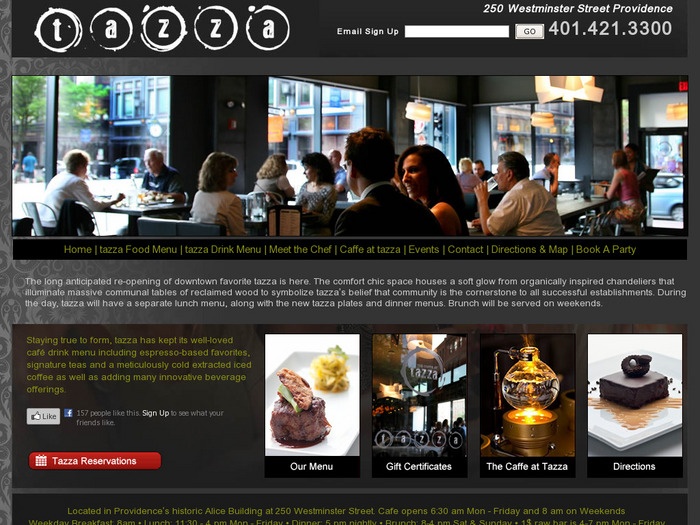 tazza
250 Westminster Street Providence
Email Sign Up GO 401.421.3300
Home | tazza Food Menu | tazza Drink Menu | Meet the Chef | Caffe at tazza | Events | Contact | Directions & Map | Book A Party
The long anticipated re-opening of downtown favorite tazza is here. The comfort chic space houses a soft glow from organically inspired chandeliers that
illuminate massive communal tables of reclaimed wood to symbolize tazza's belief that community is the cornerstone to all successful establishments. During
the day, tazza will have a separate lunch menu, along with the new tazza plates and dinner menus. Brunch will be served on weekends.
Staying true to form, tazza has kept its well-loved
café drink menu including espresso-based favorites,
signature teas and a meticulously cold extracted iced
coffee as well as adding many innovative beverage
offerings.
Like 157 people like this. Sign Up to see what your
friends like.
Tazza Reservations
tazza
tazza
Our Menu
Gift Certificates
The Caffe at Tazza
Directions
Located in Providence's historic Alice Building at 250 Westminster Street. Cafe opens 6:30 am Mon - Friday and 8 am on Weekends
Weekday Breakfast: 8am • Lunch: 11:30 - 4 pm Mon - Friday • Dinner: 5 pm nightly • Brunch: 8-4 pm Sat & Sunday • 1$ raw bar is 4-7 pm Mon - Friday